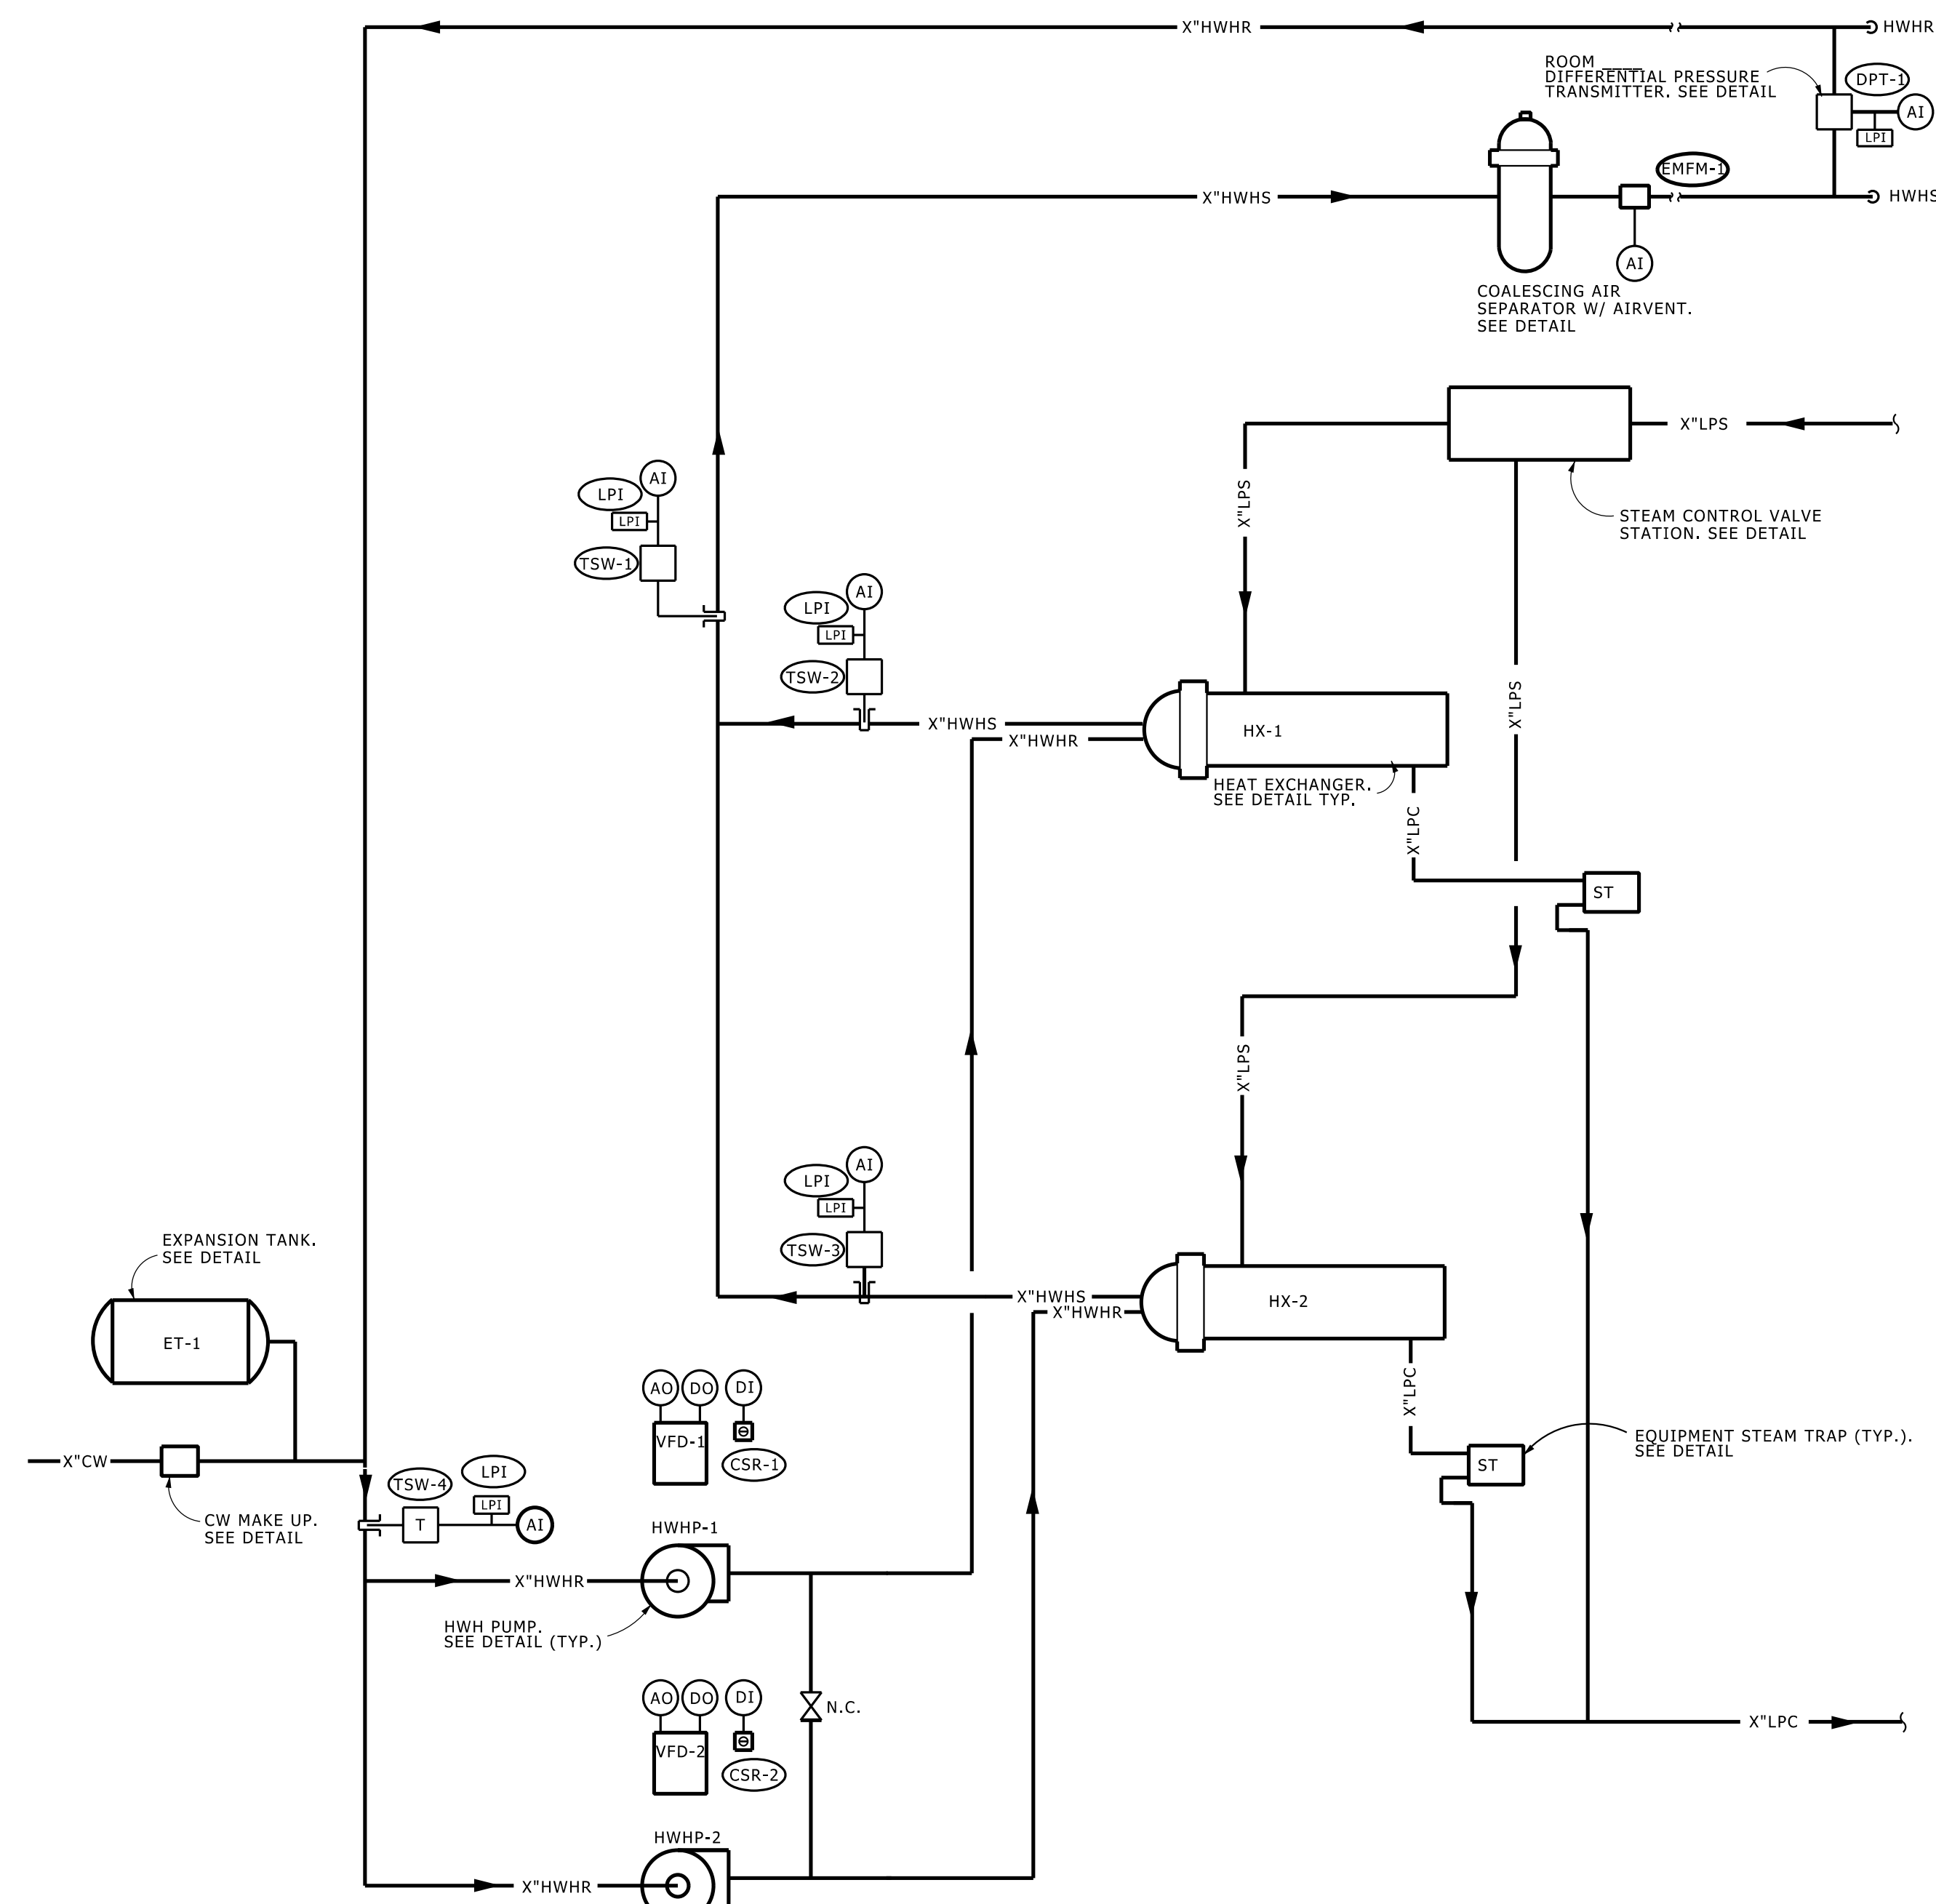 X"HWHR
HWHR
ROOM ____
DIFFERENTIAL PRESSURE
TRANSMITTER. SEE DETAIL
DPT-1
AI
LPI
EMFM-1
X"HWHS
HWHS
AI
COALESCING AIR
SEPARATOR W/ AIRVENT.
SEE DETAIL
X"LPS
X"LPS
STEAM CONTROL VALVE
STATION. SEE DETAIL
AI
LPI
LPI
TSW-1
AI
LPI
LPI
TSW-2
X"LPS
X"HWHS
X"HWHR
HX-1
HEAT EXCHANGER.
SEE DETAIL TYP.
X"LPC
ST
X"LPS
AI
LPI
LPI
TSW-3
EXPANSION TANK.
SEE DETAIL
ET-1
X"HWHS
X"HWHR
HX-2
X"LPC
AO
DO
DI
VFD-1
CSR-1
EQUIPMENT STEAM TRAP (TYP.).
SEE DETAIL
ST
X"CW
TSW-4
LPI
LPI
T
AI
CW MAKE UP.
SEE DETAIL
HWHP-1
X"HWHR
HWH PUMP.
SEE DETAIL (TYP.)
AO
DO
DI
N.C.
VFD-2
CSR-2
X"LPC
HWHP-2
X"HWHR